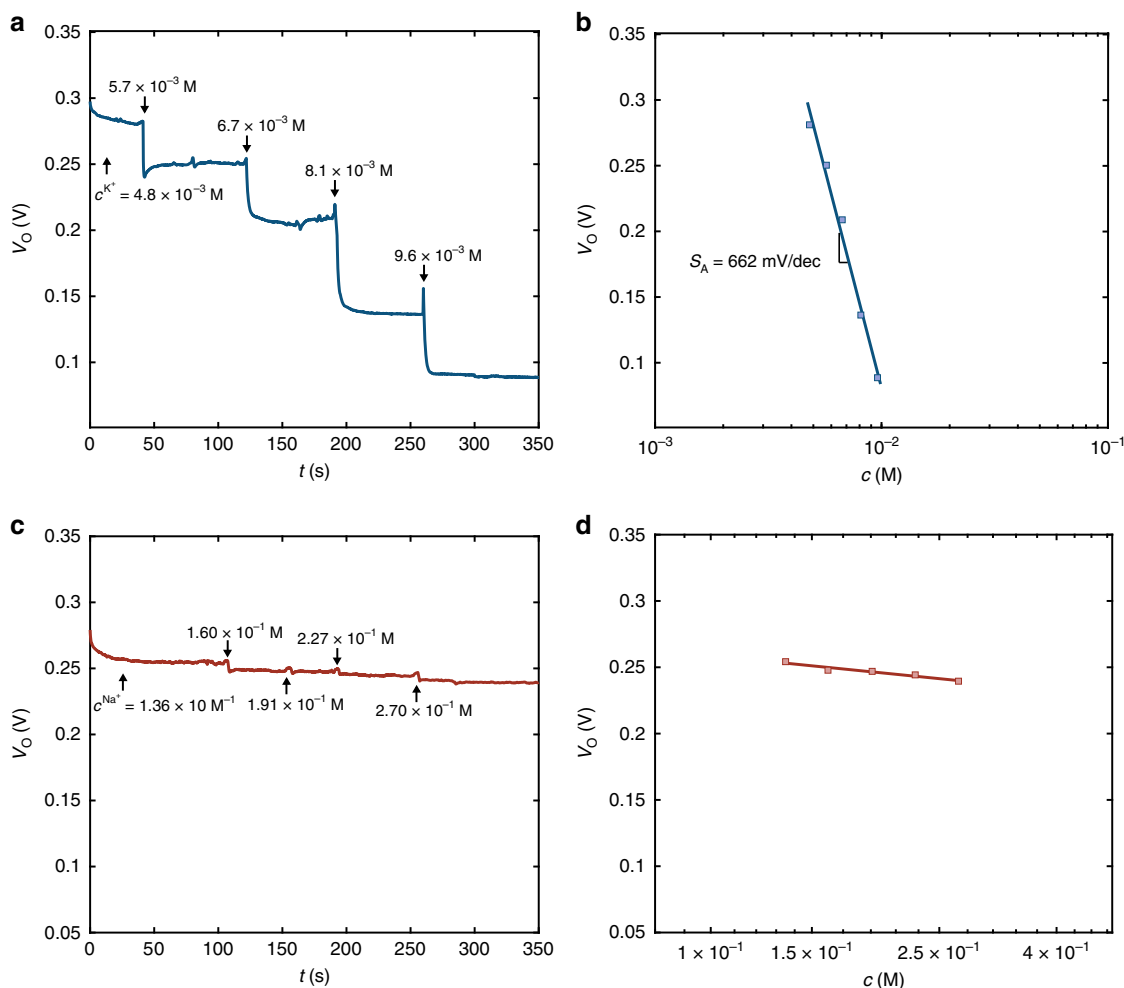 a
0.35
0.3
0.25
0.2
0.15
0.1
V_O (V)
5.7 × 10⁻³ M
6.7 × 10⁻³ M
8.1 × 10⁻³ M
9.6 × 10⁻³ M
c^K⁺ = 4.8 × 10⁻³ M
0 50 100 150 200 250 300 350
t (s)
b
0.35
0.3
0.25
0.2
0.15
0.1
V_O (V)
S_A = 662 mV/dec
10⁻³ 10⁻² 10⁻¹
c (M)
c
0.35
0.3
0.25
0.2
0.15
0.1
0.05
V_O (V)
1.60 × 10⁻¹ M
2.27 × 10⁻¹ M
c^Na⁺ = 1.36 × 10 M⁻¹
1.91 × 10⁻¹ M
2.70 × 10⁻¹ M
0 50 100 150 200 250 300 350
t (s)
d
0.35
0.3
0.25
0.2
0.15
0.1
0.05
V_O (V)
1 × 10⁻¹ 1.5 × 10⁻¹ 2.5 × 10⁻¹ 4 × 10⁻¹
c (M)